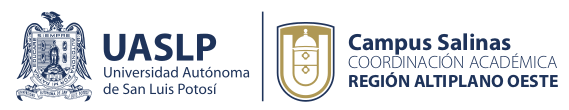 UASLP
Universidad Autónoma
de San Luis Potosí
Campus Salinas
COORDINACIÓN ACADÉMICA
REGIÓN ALTIPLANO OESTE